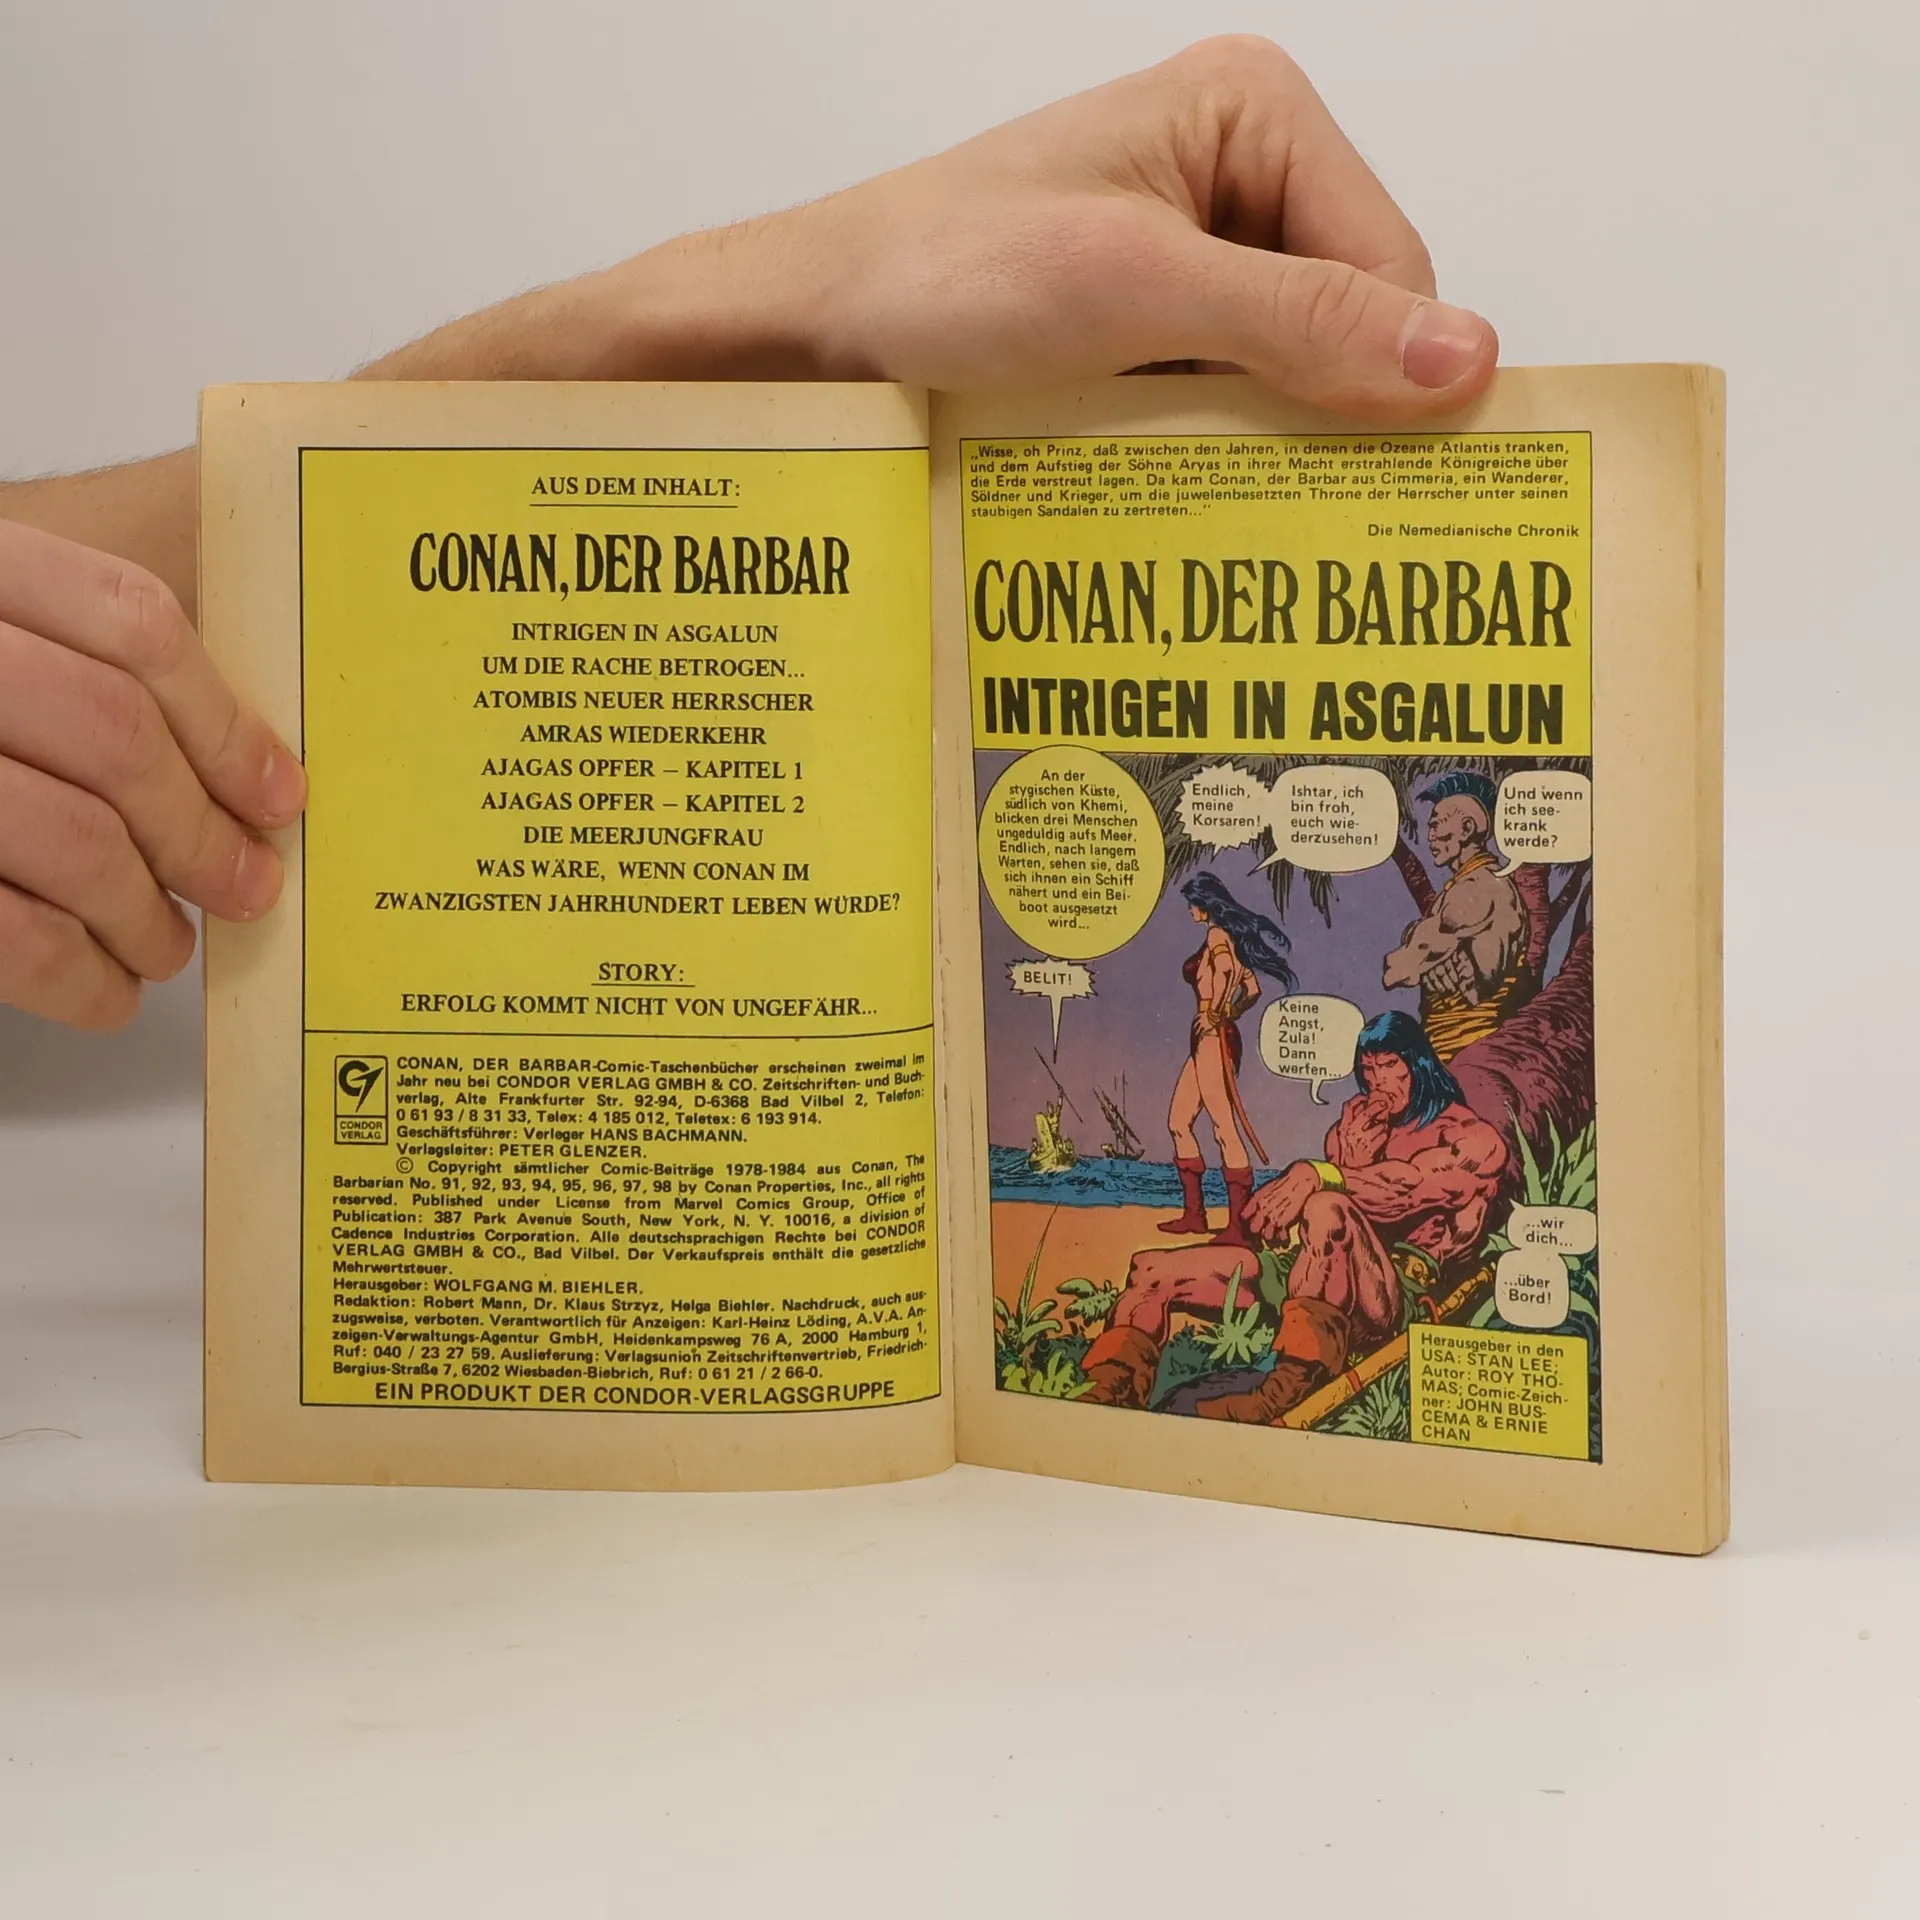 AUS DEM INHALT:
CONAN, DER BARBAR
INTRIGEN IN ASGALUN
UM DIE RACHE BETROGEN...
ATOMBIS NEUER HERRSCHER
AMRAS WIEDERKEHR
AJAGAS OPFER – KAPITEL 1
AJAGAS OPFER – KAPITEL 2
DIE MEERJUNGFRAU
WAS WÄRE, WENN CONAN IM
ZWANZIGSTEN JAHRHUNDERT LEBEN WÜRDE?
STORY:
ERFOLG KOMMT NICHT VON UNGEFÄHR...
CONDOR
VERLAG
CONAN, DER BARBAR-Comic-Taschenbücher erscheinen zweimal im
Jahr neu bei CONDOR VERLAG GMBH & CO. Zeitschriften- und Buch-
verlag, Alte Frankfurter Str. 92-94, D-6368 Bad Vilbel 2, Telefon:
0 61 93 / 8 31 33, Telex: 4 185 012, Teletex: 6 193 914.
Geschäftsführer: Verleger HANS BACHMANN.
Verlagsleiter: PETER GLENZER.
© Copyright sämtlicher Comic-Beiträge 1978-1984 aus Conan, The
Barbarian No. 91, 92, 93, 94, 95, 96, 97, 98 by Conan Properties, Inc., all rights
reserved. Published under License from Marvel Comics Group, Office of
Publication: 387 Park Avenue South, New York, N. Y. 10016, a division of
Cadence Industries Corporation. Alle deutschsprachigen Rechte bei CONDOR
VERLAG GMBH & CO., Bad Vilbel. Der Verkaufspreis enthält die gesetzliche
Mehrwertsteuer.
Herausgeber: WOLFGANG M. BIEHLER.
Redaktion: Robert Mann, Dr. Klaus Strzyz, Helga Biehler. Nachdruck, auch aus-
zugsweise, verboten. Verantwortlich für Anzeigen: Karl-Heinz Löding, A.V.A. An-
zeigen-Verwaltungs-Agentur GmbH, Heidenkampsweg 76 A, 2000 Hamburg 1,
Ruf: 040 / 23 27 59. Auslieferung: Verlagsunion Zeitschriftenvertrieb, Friedrich-
Bergius-Straße 7, 6202 Wiesbaden-Biebrich, Ruf: 0 61 21 / 2 66-0.
EIN PRODUKT DER CONDOR-VERLAGSGRUPPE
„Wisse, oh Prinz, daß zwischen den Jahren, in denen die Ozeane Atlantis tranken,
und dem Aufstieg der Söhne Aryas in ihrer Macht erstrahlende Königreiche über
die Erde verstreut lagen. Da kam Conan, der Barbar aus Cimmeria, ein Wanderer,
Söldner und Krieger, um die juwelenbesetzten Throne der Herrscher unter seinen
staubigen Sandalen zu zertreten..."
Die Nemedianische Chronik
CONAN, DER BARBAR
INTRIGEN IN ASGALUN
An der
stygischen Küste,
südlich von Khemi,
blicken drei Menschen
ungeduldig aufs Meer.
Endlich, nach langem
Warten, sehen sie, daß
sich ihnen ein Schiff
nähert und ein Bei-
boot ausgesetzt
wird...
Endlich,
meine
Korsaren!
Ishtar, ich
bin froh,
euch wie-
derzusehen!
Und wenn
ich see-
krank
werde?
BELIT!
Keine
Angst,
Zula!
Dann
werfen...
...wir
dich...
...über
Bord!
Herausgeber in den
USA: STAN LEE;
Autor: ROY THO-
MAS; Comic-Zeich-
ner: JOHN BUS-
CEMA & ERNIE
CHAN